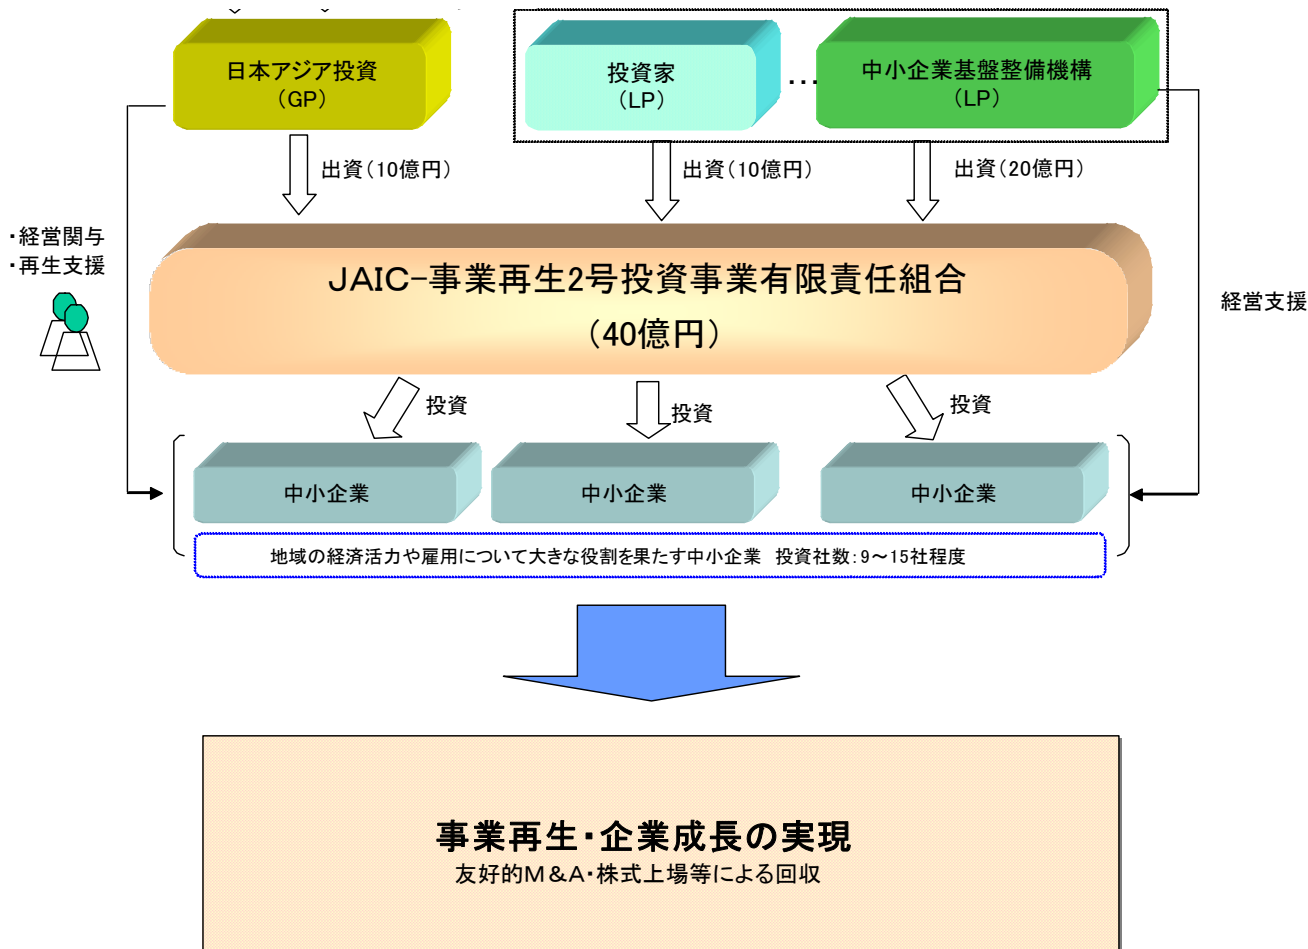 日本アジア投資
（GP）
投資家
（LP）
…
中小企業基盤整備機構
（LP）
出資（10億円）
出資（10億円）
出資（20億円）
・経営関与
・再生支援
JAIC-事業再生2号投資事業有限責任組合
（40億円）
経営支援
投資
投資
投資
中小企業
中小企業
中小企業
地域の経済活力や雇用について大きな役割を果たす中小企業　投資社数：9～15社程度
事業再生・企業成長の実現
友好的M＆A・株式上場等による回収